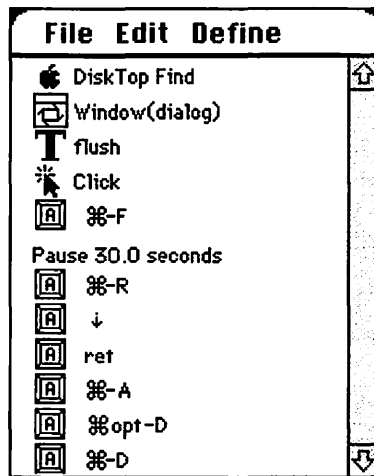 File Edit Define
DiskTop Find
Window(dialog)
T flush
Click
A ⌘-F
Pause 30.0 seconds
A ⌘-R
A ↓
A ret
A ⌘-A
A ⌘opt-D
A ⌘-D